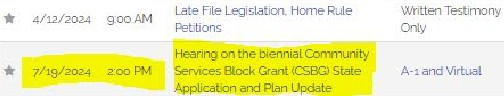 4/12/2024 9:00 AM Late File Legislation, Home Rule Written Testimony
Petitions Only
Hearing on the biennial Community
7/19/2024 2:00 PM Services Block Grant (CSBG) State A-1 and Virtual
Application and Plan Update